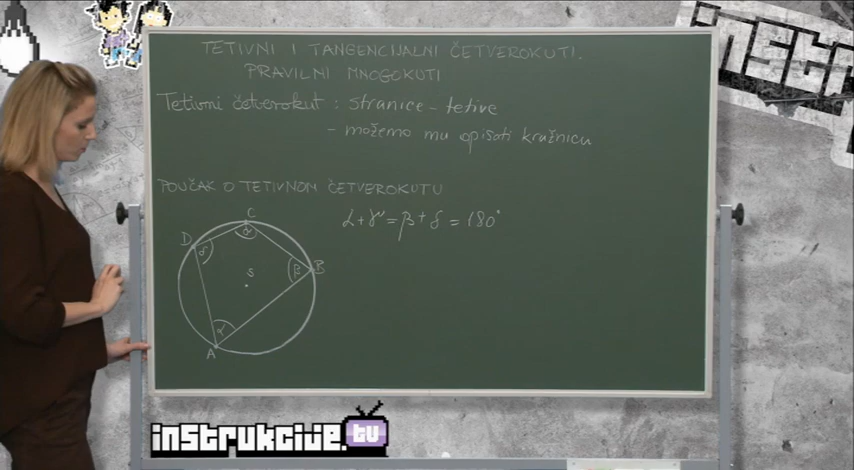 TETIVNI I TANGENCIJALNI ČETVEROKUTI.
PRAVILNI MNOGOKUTI
Tetivni četverokut : stranice - tetive
- možemo mu opisati kružnicu
POUČAK O TETIVNOM ČETVEROKUTU
α+γ=β+δ=180°
C
D
γ
δ
S
β
B
α
A
instrukcije.tv